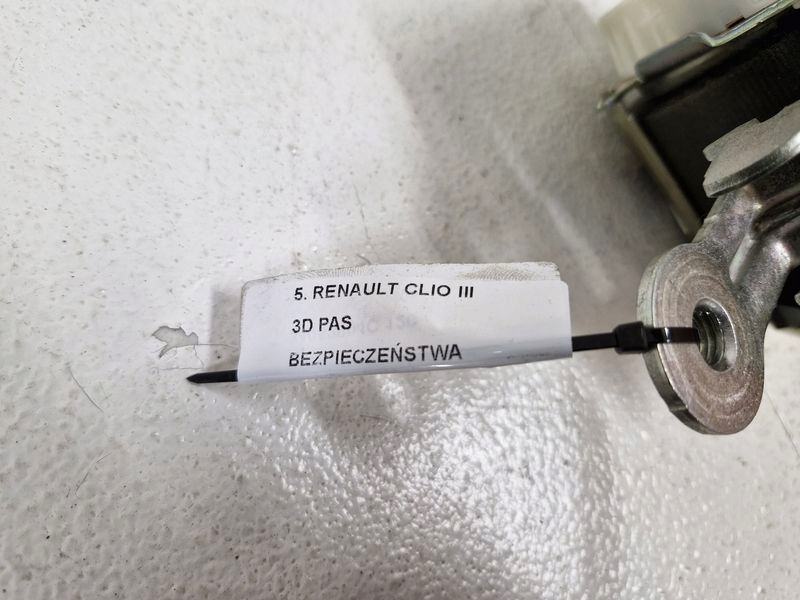 5. RENAULT CLIO III
3D PAS
BEZPIECZEŃSTWA